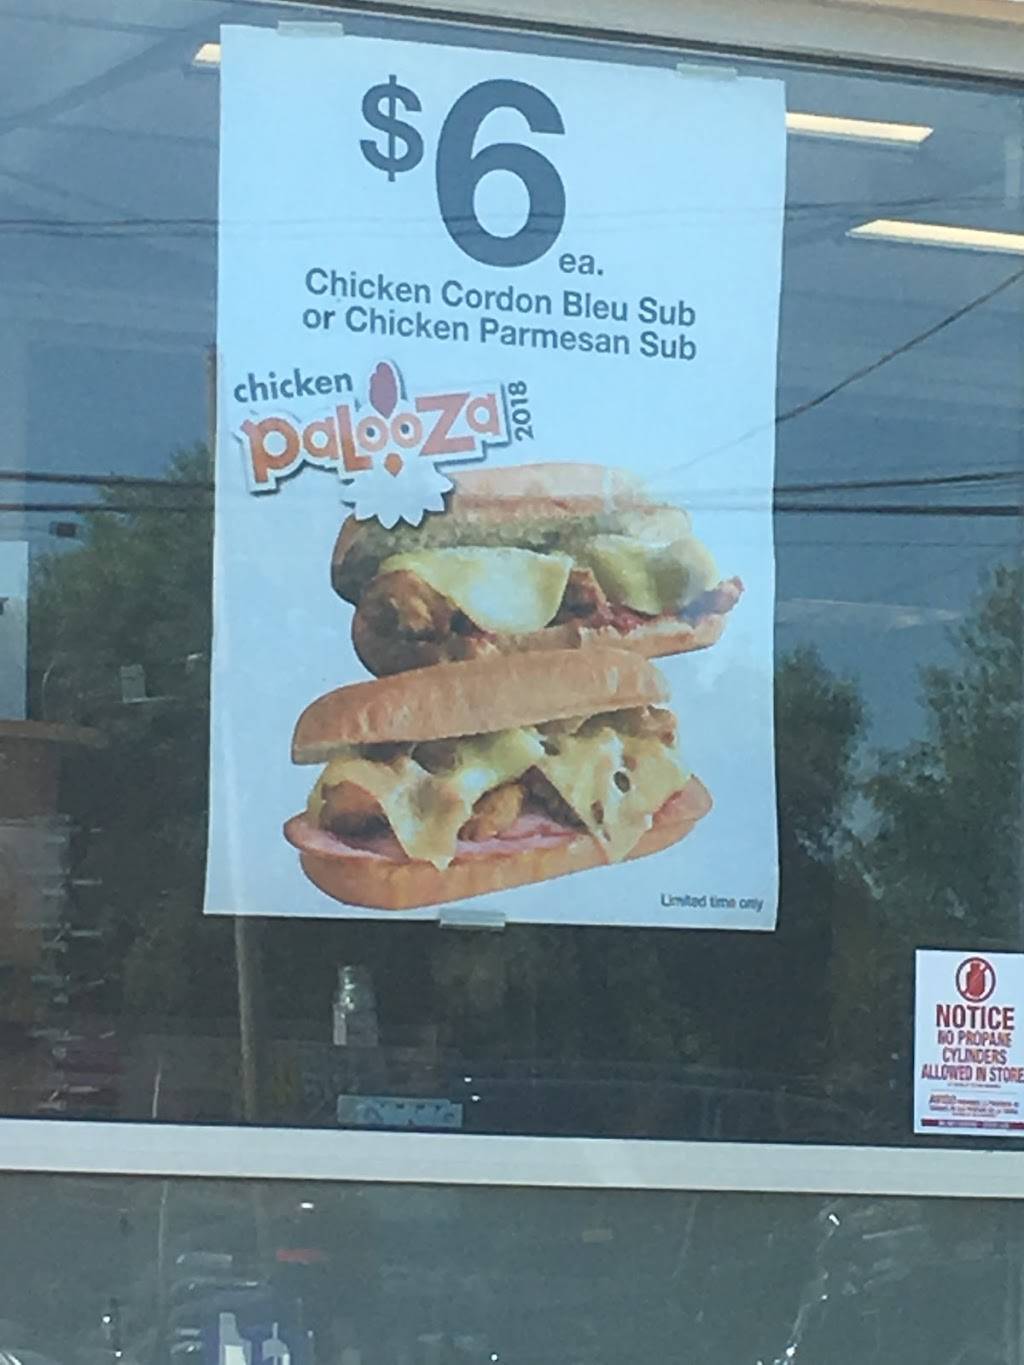 $6 ea.
Chicken Cordon Bleu Sub
or Chicken Parmesan Sub
chicken
palooza 2018
Limited time only
NOTICE
NO PROPANE
CYLINDERS
ALLOWED IN STORE